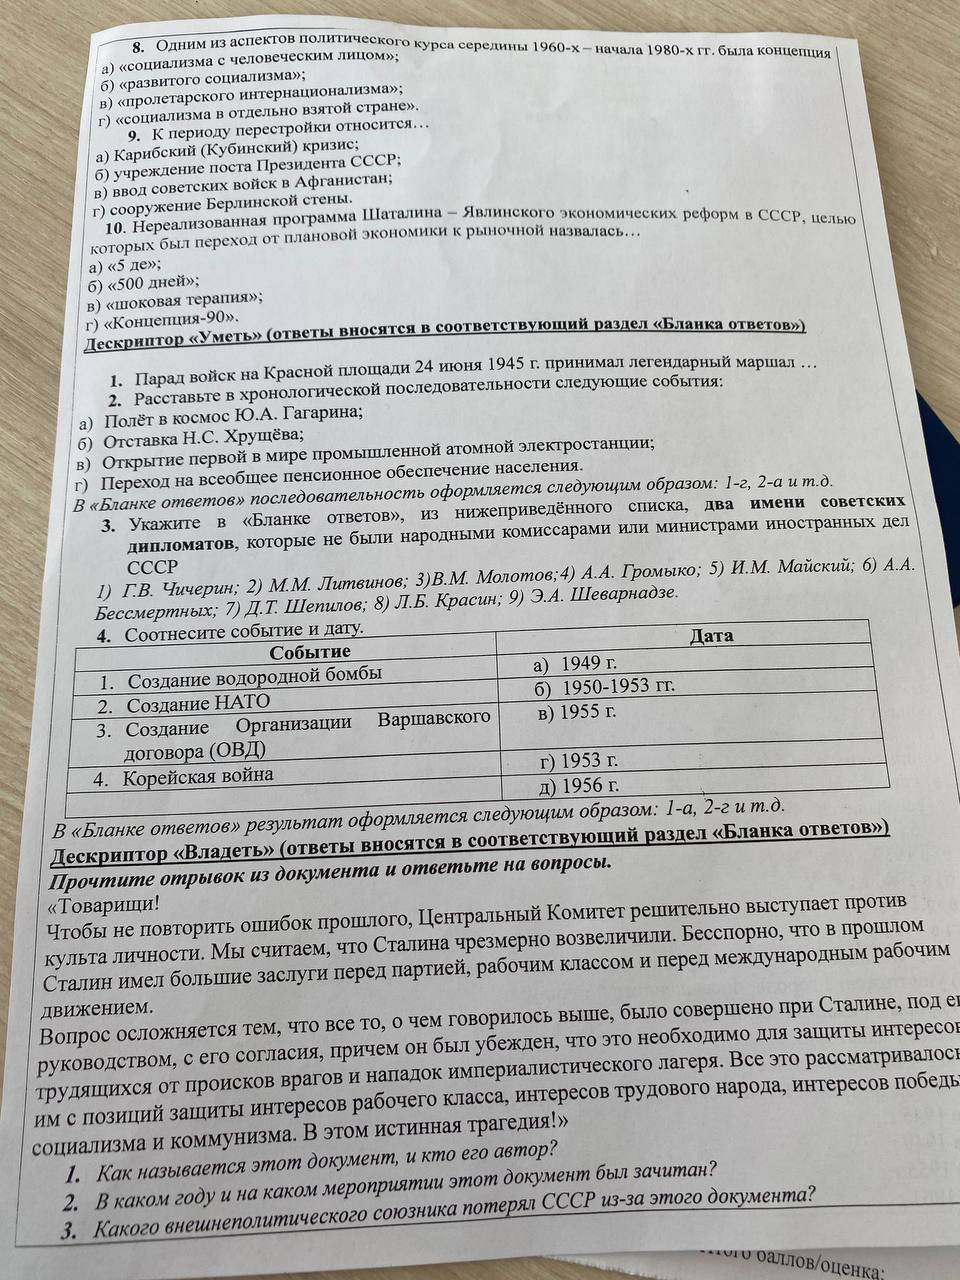 8. Одним из аспектов политического курса середины 1960-х – начала 1980-х гг. была концепция
а) «социализма с человеческим лицом»;
б) «развитого социализма»;
в) «пролетарского интернационализма»;
г) «социализма в отдельно взятой стране».
9. К периоду перестройки относится…
а) Карибский (Кубинский) кризис;
б) учреждение поста Президента СССР;
в) ввод советских войск в Афганистан;
г) сооружение Берлинской стены.
10. Нереализованная программа Шаталина – Явлинского экономических реформ в СССР, целью
которых был переход от плановой экономики к рыночной назвалась…
а) «5 де»;
б) «500 дней»;
в) «шоковая терапия»;
г) «Концепция-90».
Дескриптор «Уметь» (ответы вносятся в соответствующий раздел «Бланка ответов»)
1. Парад войск на Красной площади 24 июня 1945 г. принимал легендарный маршал …
2. Расставьте в хронологической последовательности следующие события:
а) Полёт в космос Ю.А. Гагарина;
б) Отставка Н.С. Хрущёва;
в) Открытие первой в мире промышленной атомной электростанции;
г) Переход на всеобщее пенсионное обеспечение населения.
В «Бланке ответов» последовательность оформляется следующим образом: 1-г, 2-а и т.д.
3. Укажите в «Бланке ответов», из нижеприведённого списка, два имени советских
дипломатов, которые не были народными комиссарами или министрами иностранных дел
СССР
1) Г.В. Чичерин; 2) М.М. Литвинов; 3)В.М. Молотов;4) А.А. Громыко; 5) И.М. Майский; 6) А.А.
Бессмертных; 7) Д.Т. Шепилов; 8) Л.Б. Красин; 9) Э.А. Шеварнадзе.
4. Соотнесите событие и дату.
Событие Дата
1. Создание водородной бомбы а) 1949 г.
2. Создание НАТО б) 1950-1953 гг.
3. Создание Организации Варшавского в) 1955 г.
договора (ОВД)
4. Корейская война г) 1953 г.
д) 1956 г.
В «Бланке ответов» результат оформляется следующим образом: 1-а, 2-г и т.д.
Дескриптор «Владеть» (ответы вносятся в соответствующий раздел «Бланка ответов»)
Прочтите отрывок из документа и ответьте на вопросы.
«Товарищи!
Чтобы не повторить ошибок прошлого, Центральный Комитет решительно выступает против
культа личности. Мы считаем, что Сталина чрезмерно возвеличили. Бесспорно, что в прошлом
Сталин имел большие заслуги перед партией, рабочим классом и перед международным рабочим
движением.
Вопрос осложняется тем, что все то, о чем говорилось выше, было совершено при Сталине, под ег
руководством, с его согласия, причем он был убежден, что это необходимо для защиты интересов
трудящихся от происков врагов и нападок империалистического лагеря. Все это рассматривалось
им с позиций защиты интересов рабочего класса, интересов трудового народа, интересов победы
социализма и коммунизма. В этом истинная трагедия!»
1. Как называется этот документ, и кто его автор?
2. В каком году и на каком мероприятии этот документ был зачитан?
3. Какого внешнеполитического союзника потерял СССР из-за этого документа?
баллов/оценка: